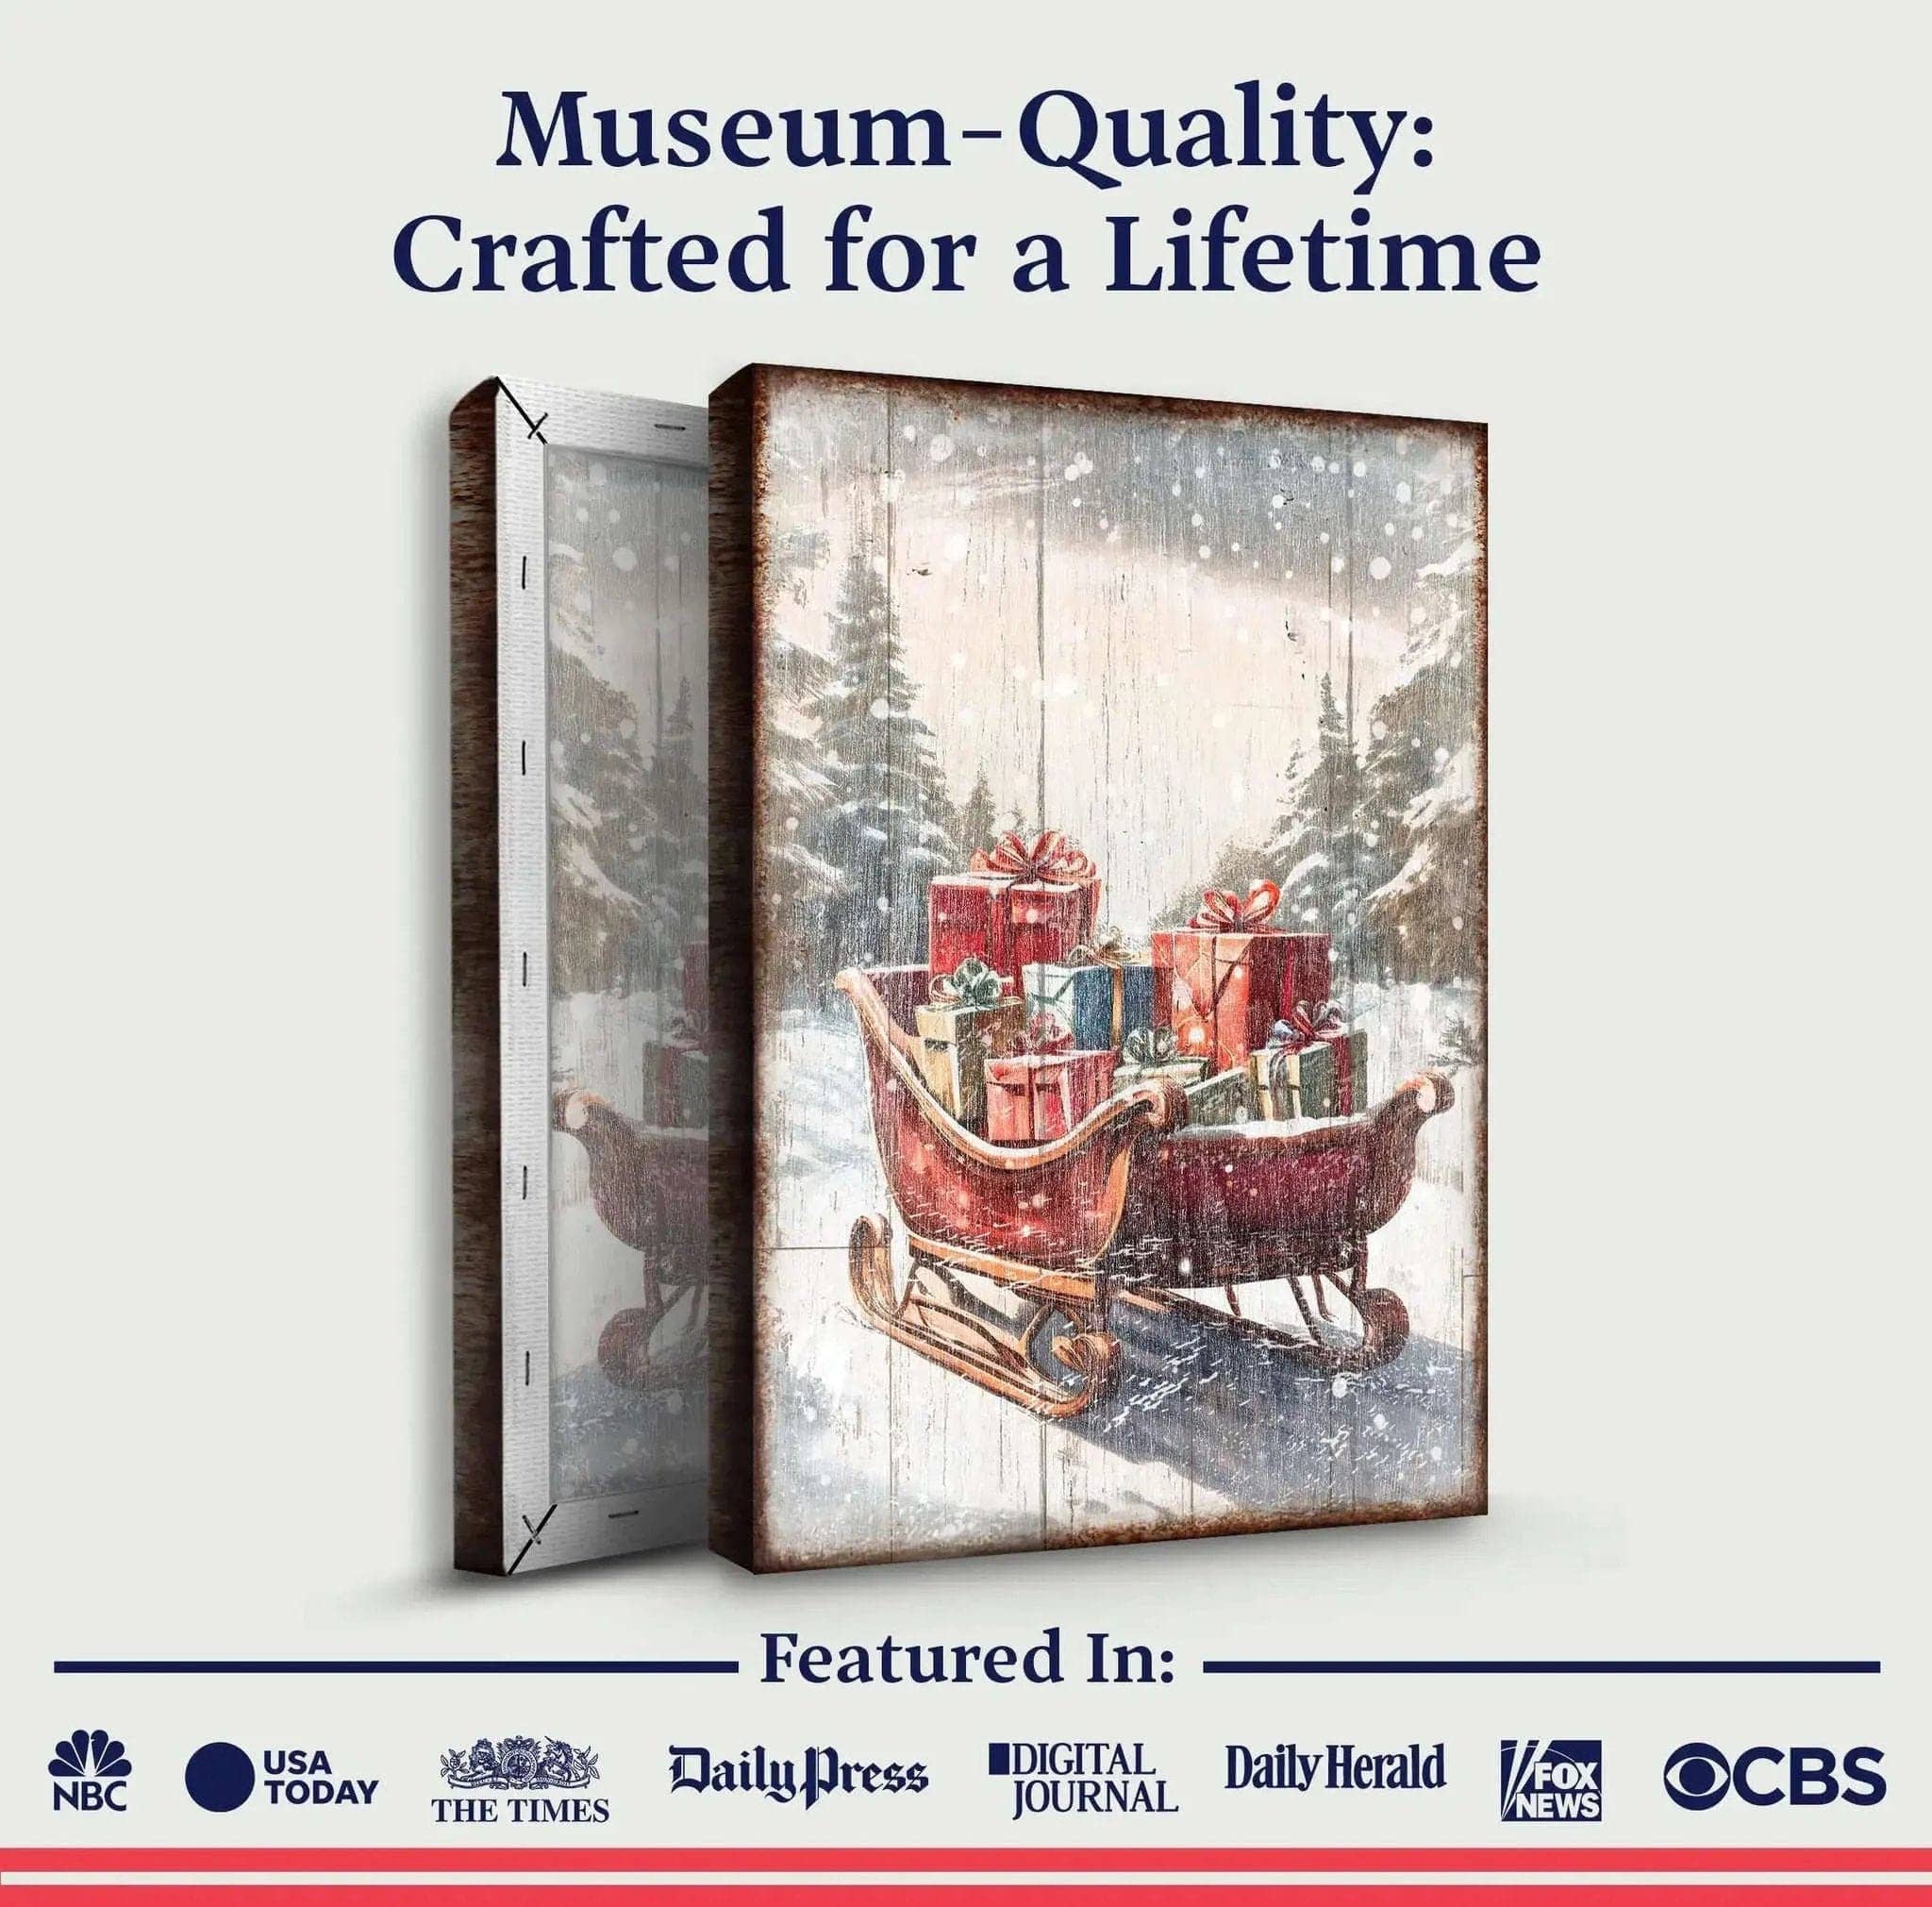 Museum-Quality:
Crafted for a Lifetime
Featured In:
NBC
USA
TODAY
THE TIMES
Daily Press
DIGITAL
JOURNAL
Daily Herald
FOX
NEWS
CBS